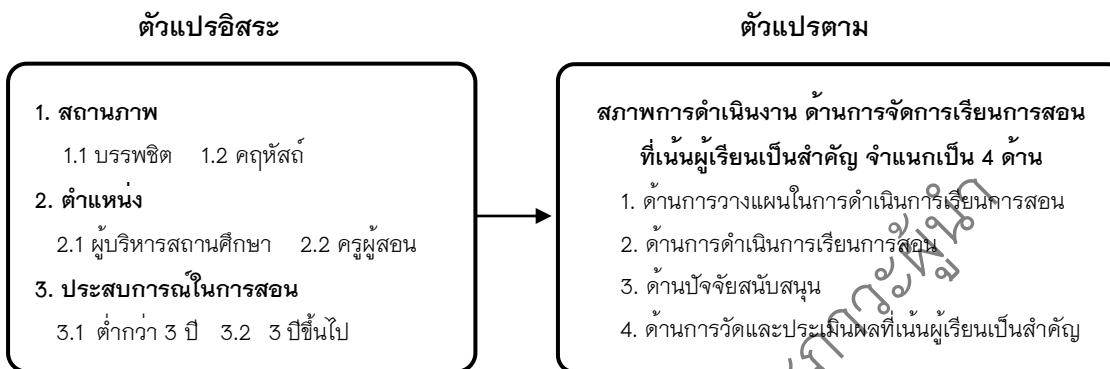 ตัวแปรอิสระ
1. สถานภาพ
1.1 บรรพชิต 1.2 คฤหัสถ์
2. ตำแหน่ง
2.1 ผู้บริหารสถานศึกษา 2.2 ครูผู้สอน
3. ประสบการณ์ในการสอน
3.1 ต่ำกว่า 3 ปี 3.2 3 ปีขึ้นไป
ตัวแปรตาม
สภาพการดำเนินงาน ด้านการจัดการเรียนการสอน
ที่เน้นผู้เรียนเป็นสำคัญ จำแนกเป็น 4 ด้าน
1. ด้านการวางแผนในการดำเนินการเรียนการสอน
2. ด้านการดำเนินการเรียนการสอน
3. ด้านปัจจัยสนับสนุน
4. ด้านการวัดและประเมินผลที่เน้นผู้เรียนเป็นสำคัญ
ภาวะผู้นำ